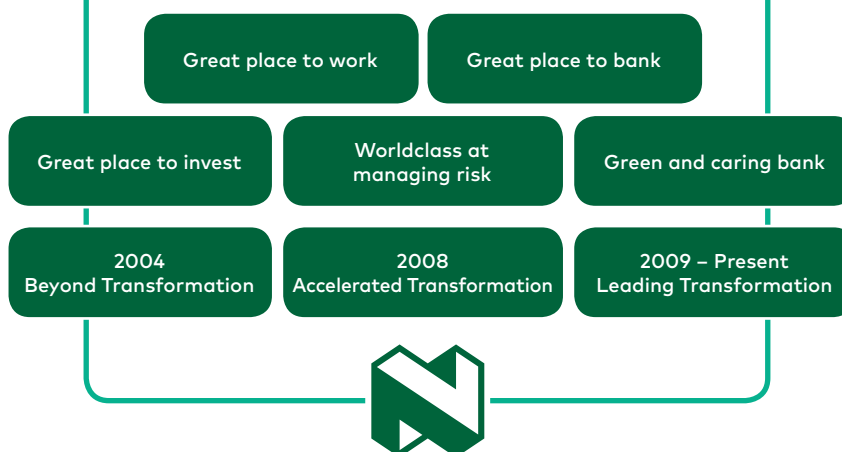 Great place to work
Great place to bank
Great place to invest
Worldclass at
managing risk
Green and caring bank
2004
Beyond Transformation
2008
Accelerated Transformation
2009 – Present
Leading Transformation